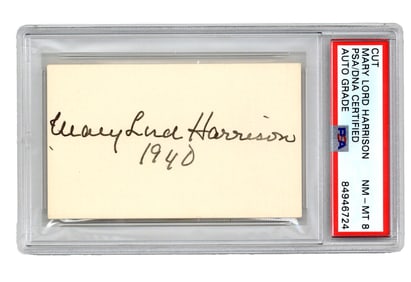 Mary Lord Harrison
1940
CUT
MARY LORD HARRISON
PSA/DNA CERTIFIED
AUTO GRADE
NM - MT 8
84946724
PSA